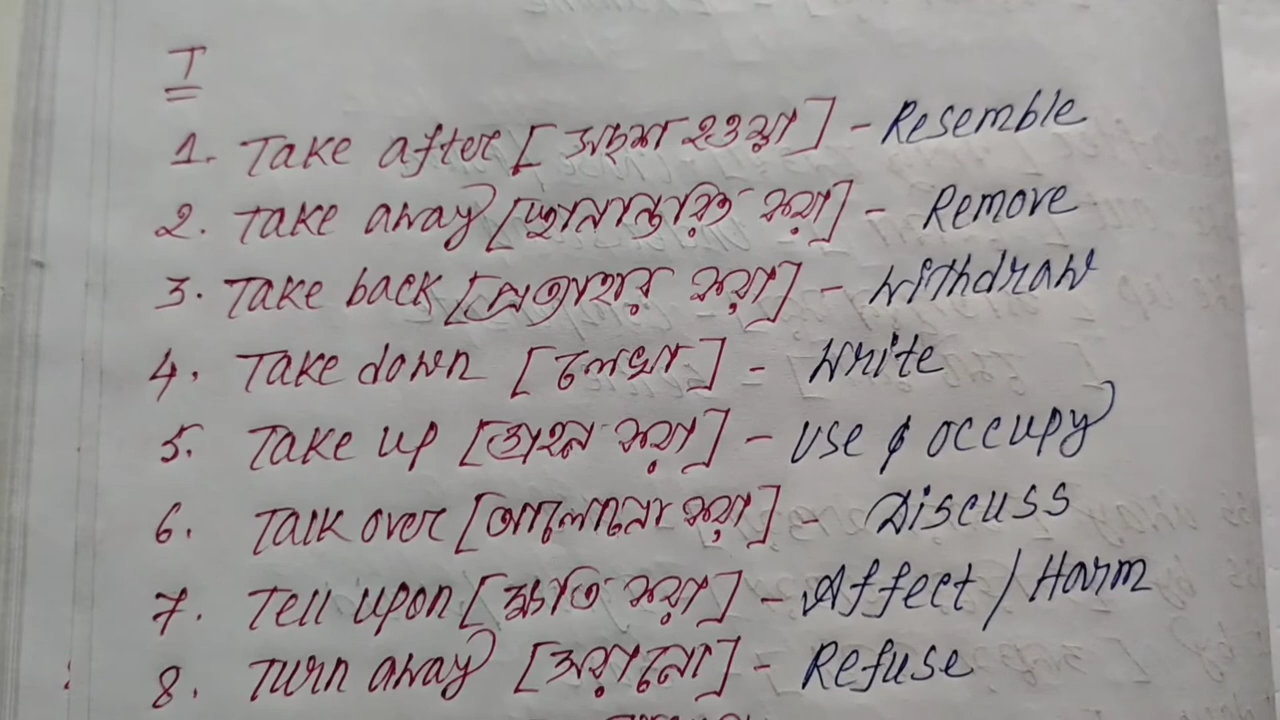 T
1. Take after [সদৃশ হওয়া] - Resemble
2. Take away [স্থানান্তরিত করা] - Remove
3. Take back [প্রত্যাহার করা] - Withdraw
4. Take down [লেখা] - Write
5. Take up [গ্রহন করা] - Use & occupy
6. Talk over [আলোচনা করা] - Discuss
7. Tell upon [ক্ষতি করা] - Affect / Harm
8. Turn away [] - Refuse